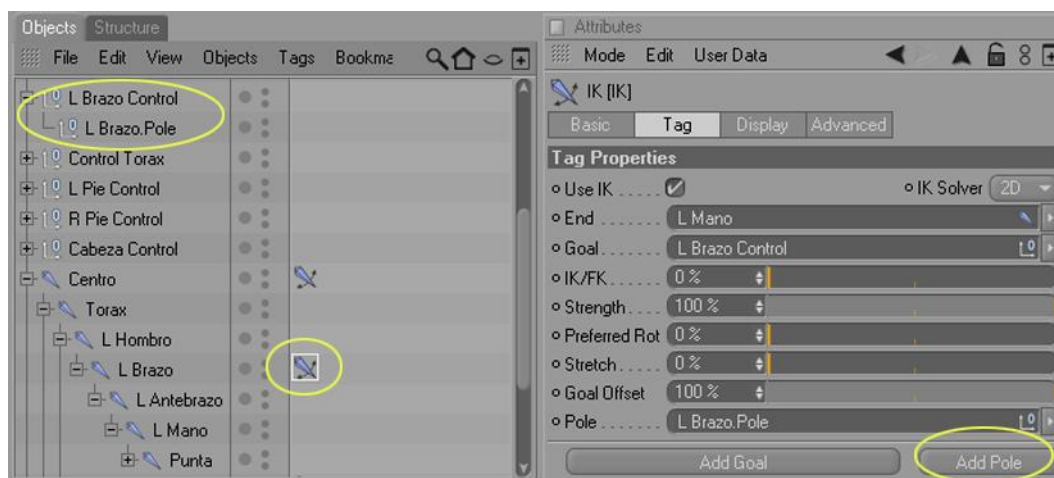 Objects Structure
File Edit View Objects Tags Bookma
L Brazo Control
L Brazo.Pole
Control Torax
L Pie Control
R Pie Control
Cabeza Control
Centro
Torax
L Hombro
L Brazo
L Antebrazo
L Mano
Punta
Attributes
Mode Edit User Data
IK [IK]
Basic Tag Display Advanced
Tag Properties
Use IK IK Solver 2D
End L Mano
Goal L Brazo Control
IK/FK 0 %
Strength 100 %
Preferred Rot 0 %
Stretch 0 %
Goal Offset 100 %
Pole L Brazo.Pole
Add Goal Add Pole